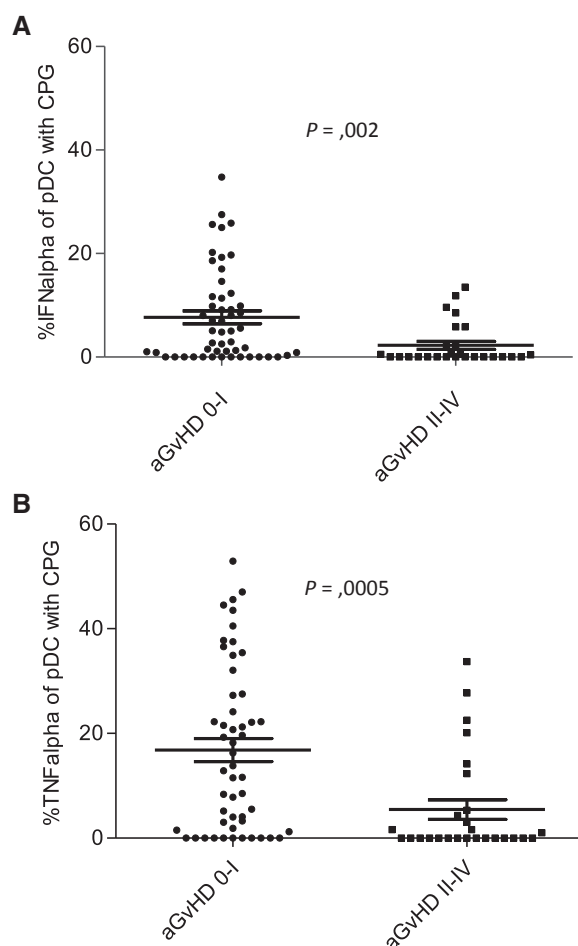 A
60
40
20
0
%IFNalpha of pDC with CPG
P = ,002
aGvHD 0-I
aGvHD II-IV
B
60
40
20
0
%TNFalpha of pDC with CPG
P = ,0005
aGvHD 0-I
aGvHD II-IV